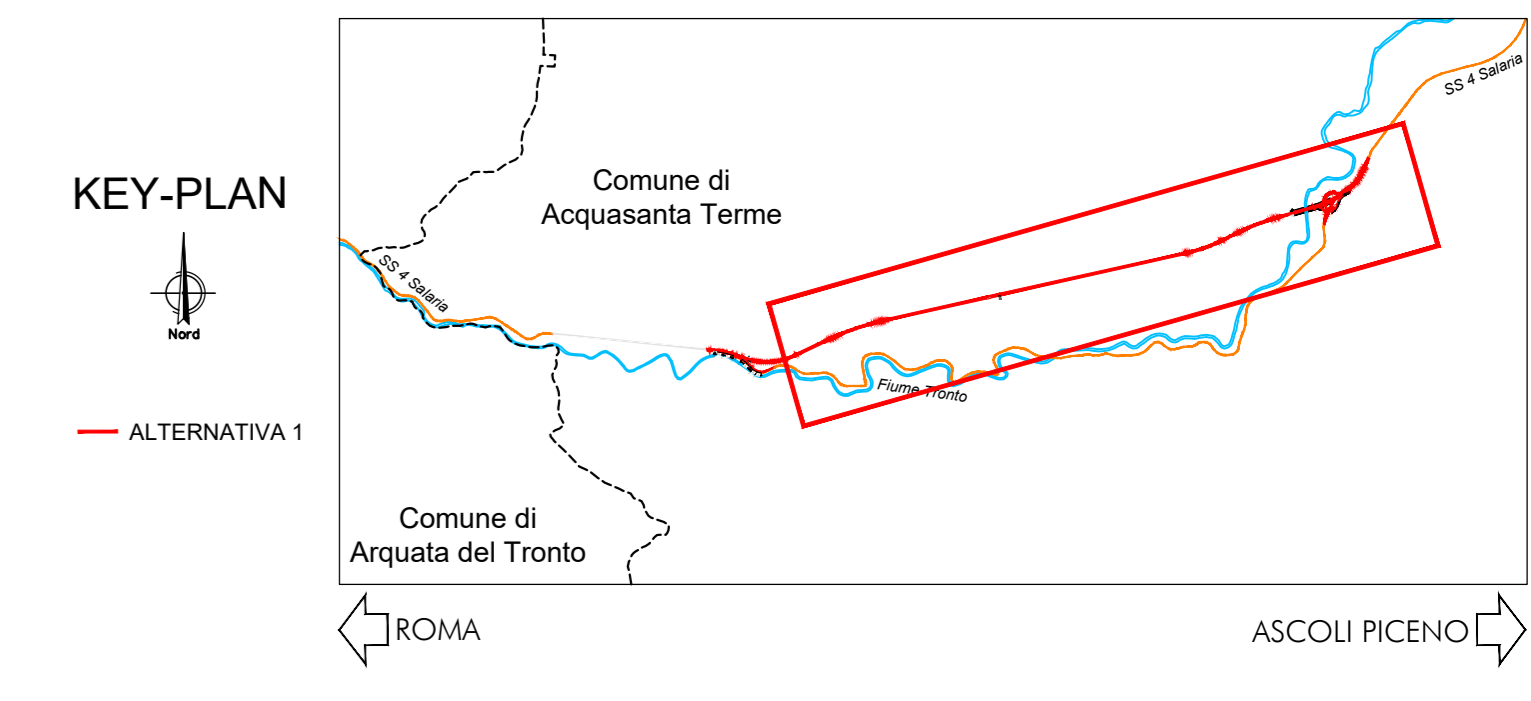 KEY-PLAN
Nord
ALTERNATIVA 1
SS 4 Salaria
Comune di
Acquasanta Terme
SS 4 Salaria
Fiume Tronto
Comune di
Arquata del Tronto
ROMA
ASCOLI PICENO